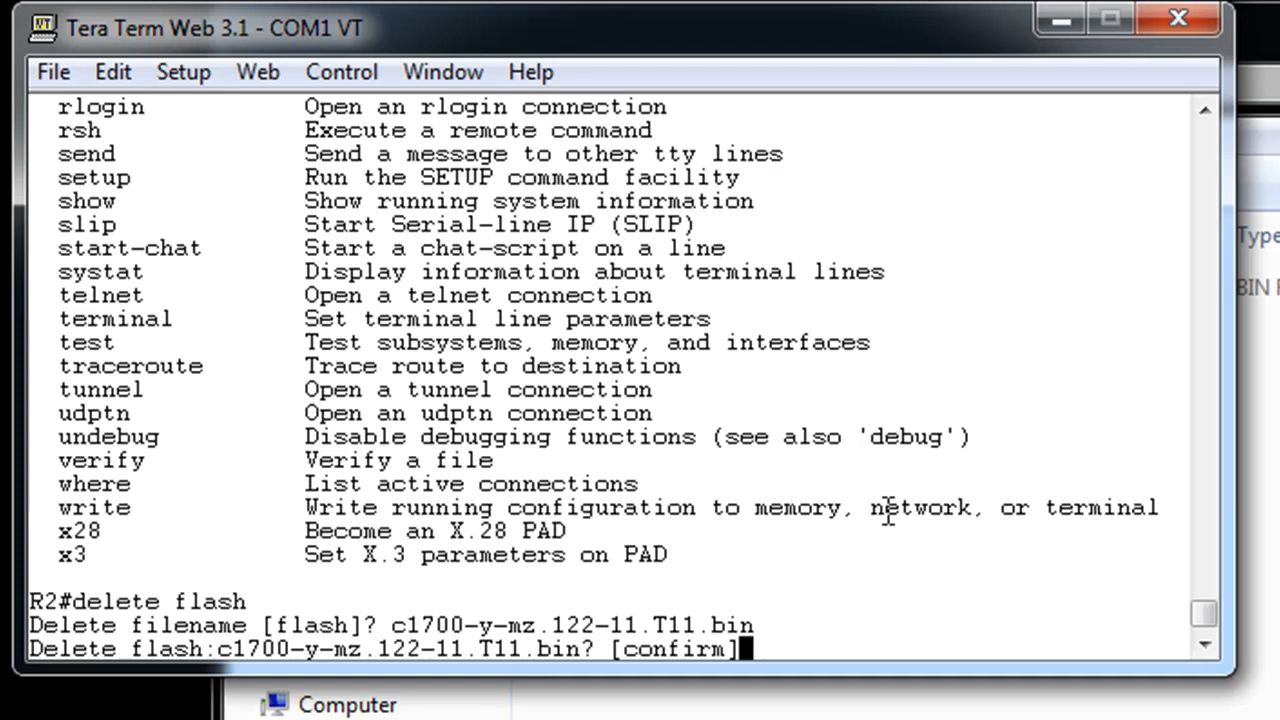 Tera Term Web 3.1 - COM1 VT
File Edit Setup Web Control Window Help
rlogin Open an rlogin connection
rsh Execute a remote command
send Send a message to other tty lines
setup Run the SETUP command facility
show Show running system information
slip Start Serial-line IP (SLIP)
start-chat Start a chat-script on a line
systat Display information about terminal lines
telnet Open a telnet connection
terminal Set terminal line parameters
test Test subsystems, memory, and interfaces
traceroute Trace route to destination
tunnel Open a tunnel connection
udptn Open an udptn connection
undebug Disable debugging functions (see also 'debug')
verify Verify a file
where List active connections
write Write running configuration to memory, network, or terminal
x28 Become an X.28 PAD
x3 Set X.3 parameters on PAD
R2#delete flash
Delete filename [flash]? c1700-y-mz.122-11.T11.bin
Delete flash:c1700-y-mz.122-11.T11.bin? [confirm]
Type
BIN
Computer